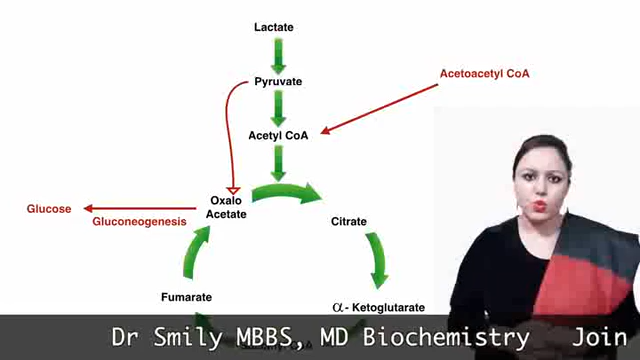 Lactate
Pyruvate
Acetoacetyl CoA
Acetyl CoA
Oxalo
Acetate
Glucose
Gluconeogenesis
Citrate
Fumarate
α- Ketoglutarate
Dr Smily MBBS, MD Biochemistry Join